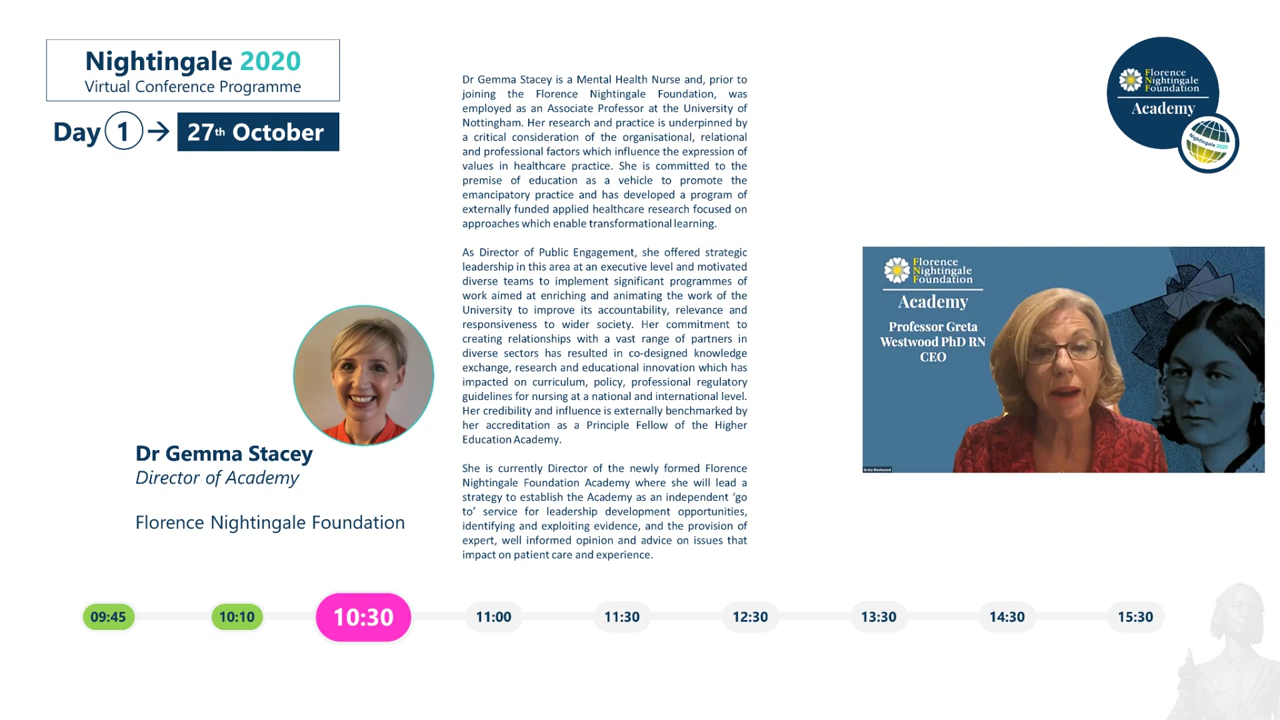 Nightingale 2020
Virtual Conference Programme
Day 1 → 27th October
Dr Gemma Stacey is a Mental Health Nurse and, prior to
joining the Florence Nightingale Foundation, was
employed as an Associate Professor at the University of
Nottingham. Her research and practice is underpinned by
a critical consideration of the organisational, relational
and professional factors which influence the expression of
values in healthcare practice. She is committed to the
premise of education as a vehicle to promote the
emancipatory practice and has developed a program of
externally funded applied healthcare research focused on
approaches which enable transformational learning.
As Director of Public Engagement, she offered strategic
leadership in this area at an executive level and motivated
diverse teams to implement significant programmes of
work aimed at enriching and animating the work of the
University to improve its accountability, relevance and
responsiveness to wider society. Her commitment to
creating relationships with a vast range of partners in
diverse sectors has resulted in co-designed knowledge
exchange, research and educational innovation which has
impacted on curriculum, policy, professional regulatory
guidelines for nursing at a national and international level.
Her credibility and influence is externally benchmarked by
her accreditation as a Principle Fellow of the Higher
Education Academy.
She is currently Director of the newly formed Florence
Nightingale Foundation Academy where she will lead a
strategy to establish the Academy as an independent ‘go
to’ service for leadership development opportunities,
identifying and exploiting evidence, and the provision of
expert, well informed opinion and advice on issues that
impact on patient care and experience.
Dr Gemma Stacey
Director of Academy
Florence Nightingale Foundation
Florence
Nightingale
Foundation
Academy
Nightingale 2020
Florence
Nightingale
Foundation
Academy
Professor Greta
Westwood PhD RN
CEO
Greta Westwood
09:45
10:10
10:30
11:00
11:30
12:30
13:30
14:30
15:30